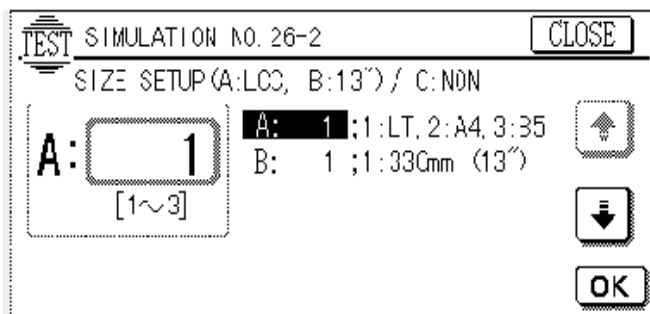 TEST SIMULATION NO. 26-2 CLOSE
SIZE SETUP (A:LCC, B:13″) / C:NON
A: 1 ;1:LT, 2:A4, 3:B5
A: 1
B: 1 ;1:330mm (13″)
[1~3]
OK